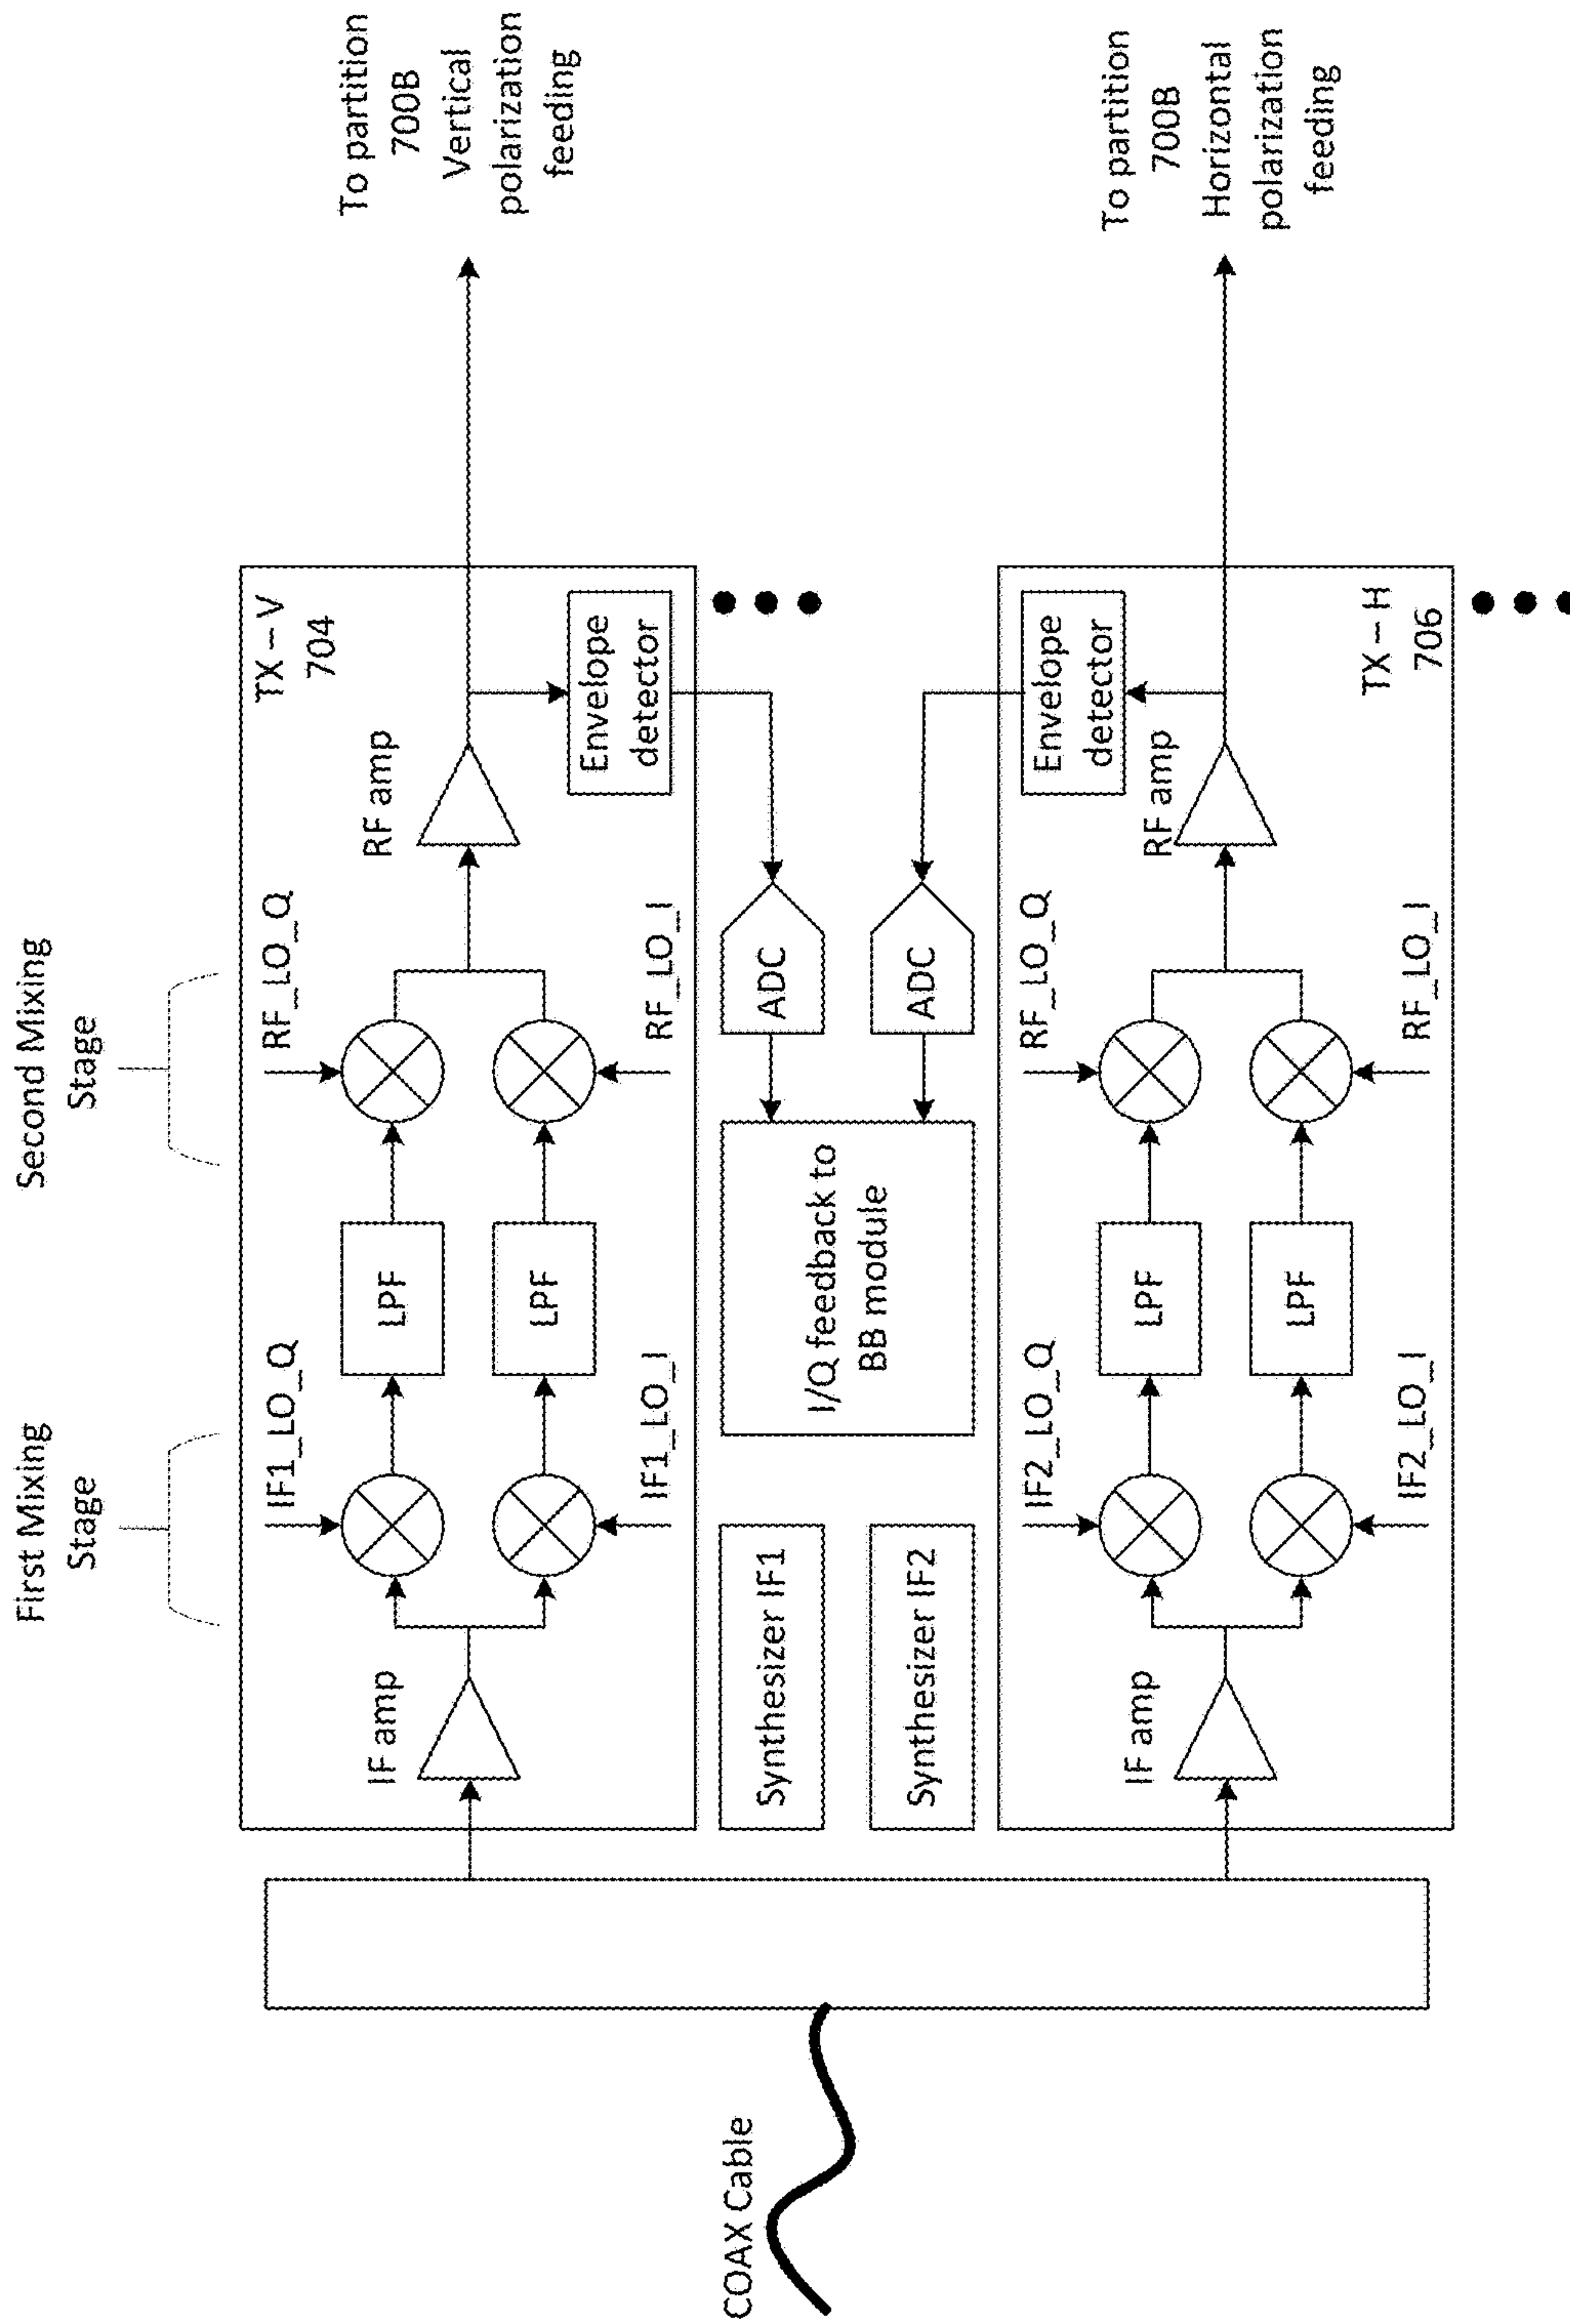 First Mixing
Stage
Second Mixing
Stage
TX – V
704
IF1_LO_Q
RF_LO_Q
IF amp
LPF
LPF
RF amp
IF1_LO_I
RF_LO_I
Envelope
detector
To partition
700B
Vertical
polarization
feeding
COAX Cable
Synthesizer IF1
Synthesizer IF2
I/Q feedback to
BB module
ADC
ADC
IF2_LO_Q
RF_LO_Q
Envelope
detector
IF amp
LPF
LPF
RF amp
IF2_LO_I
RF_LO_I
TX – H
706
To partition
700B
Horizontal
polarization
feeding